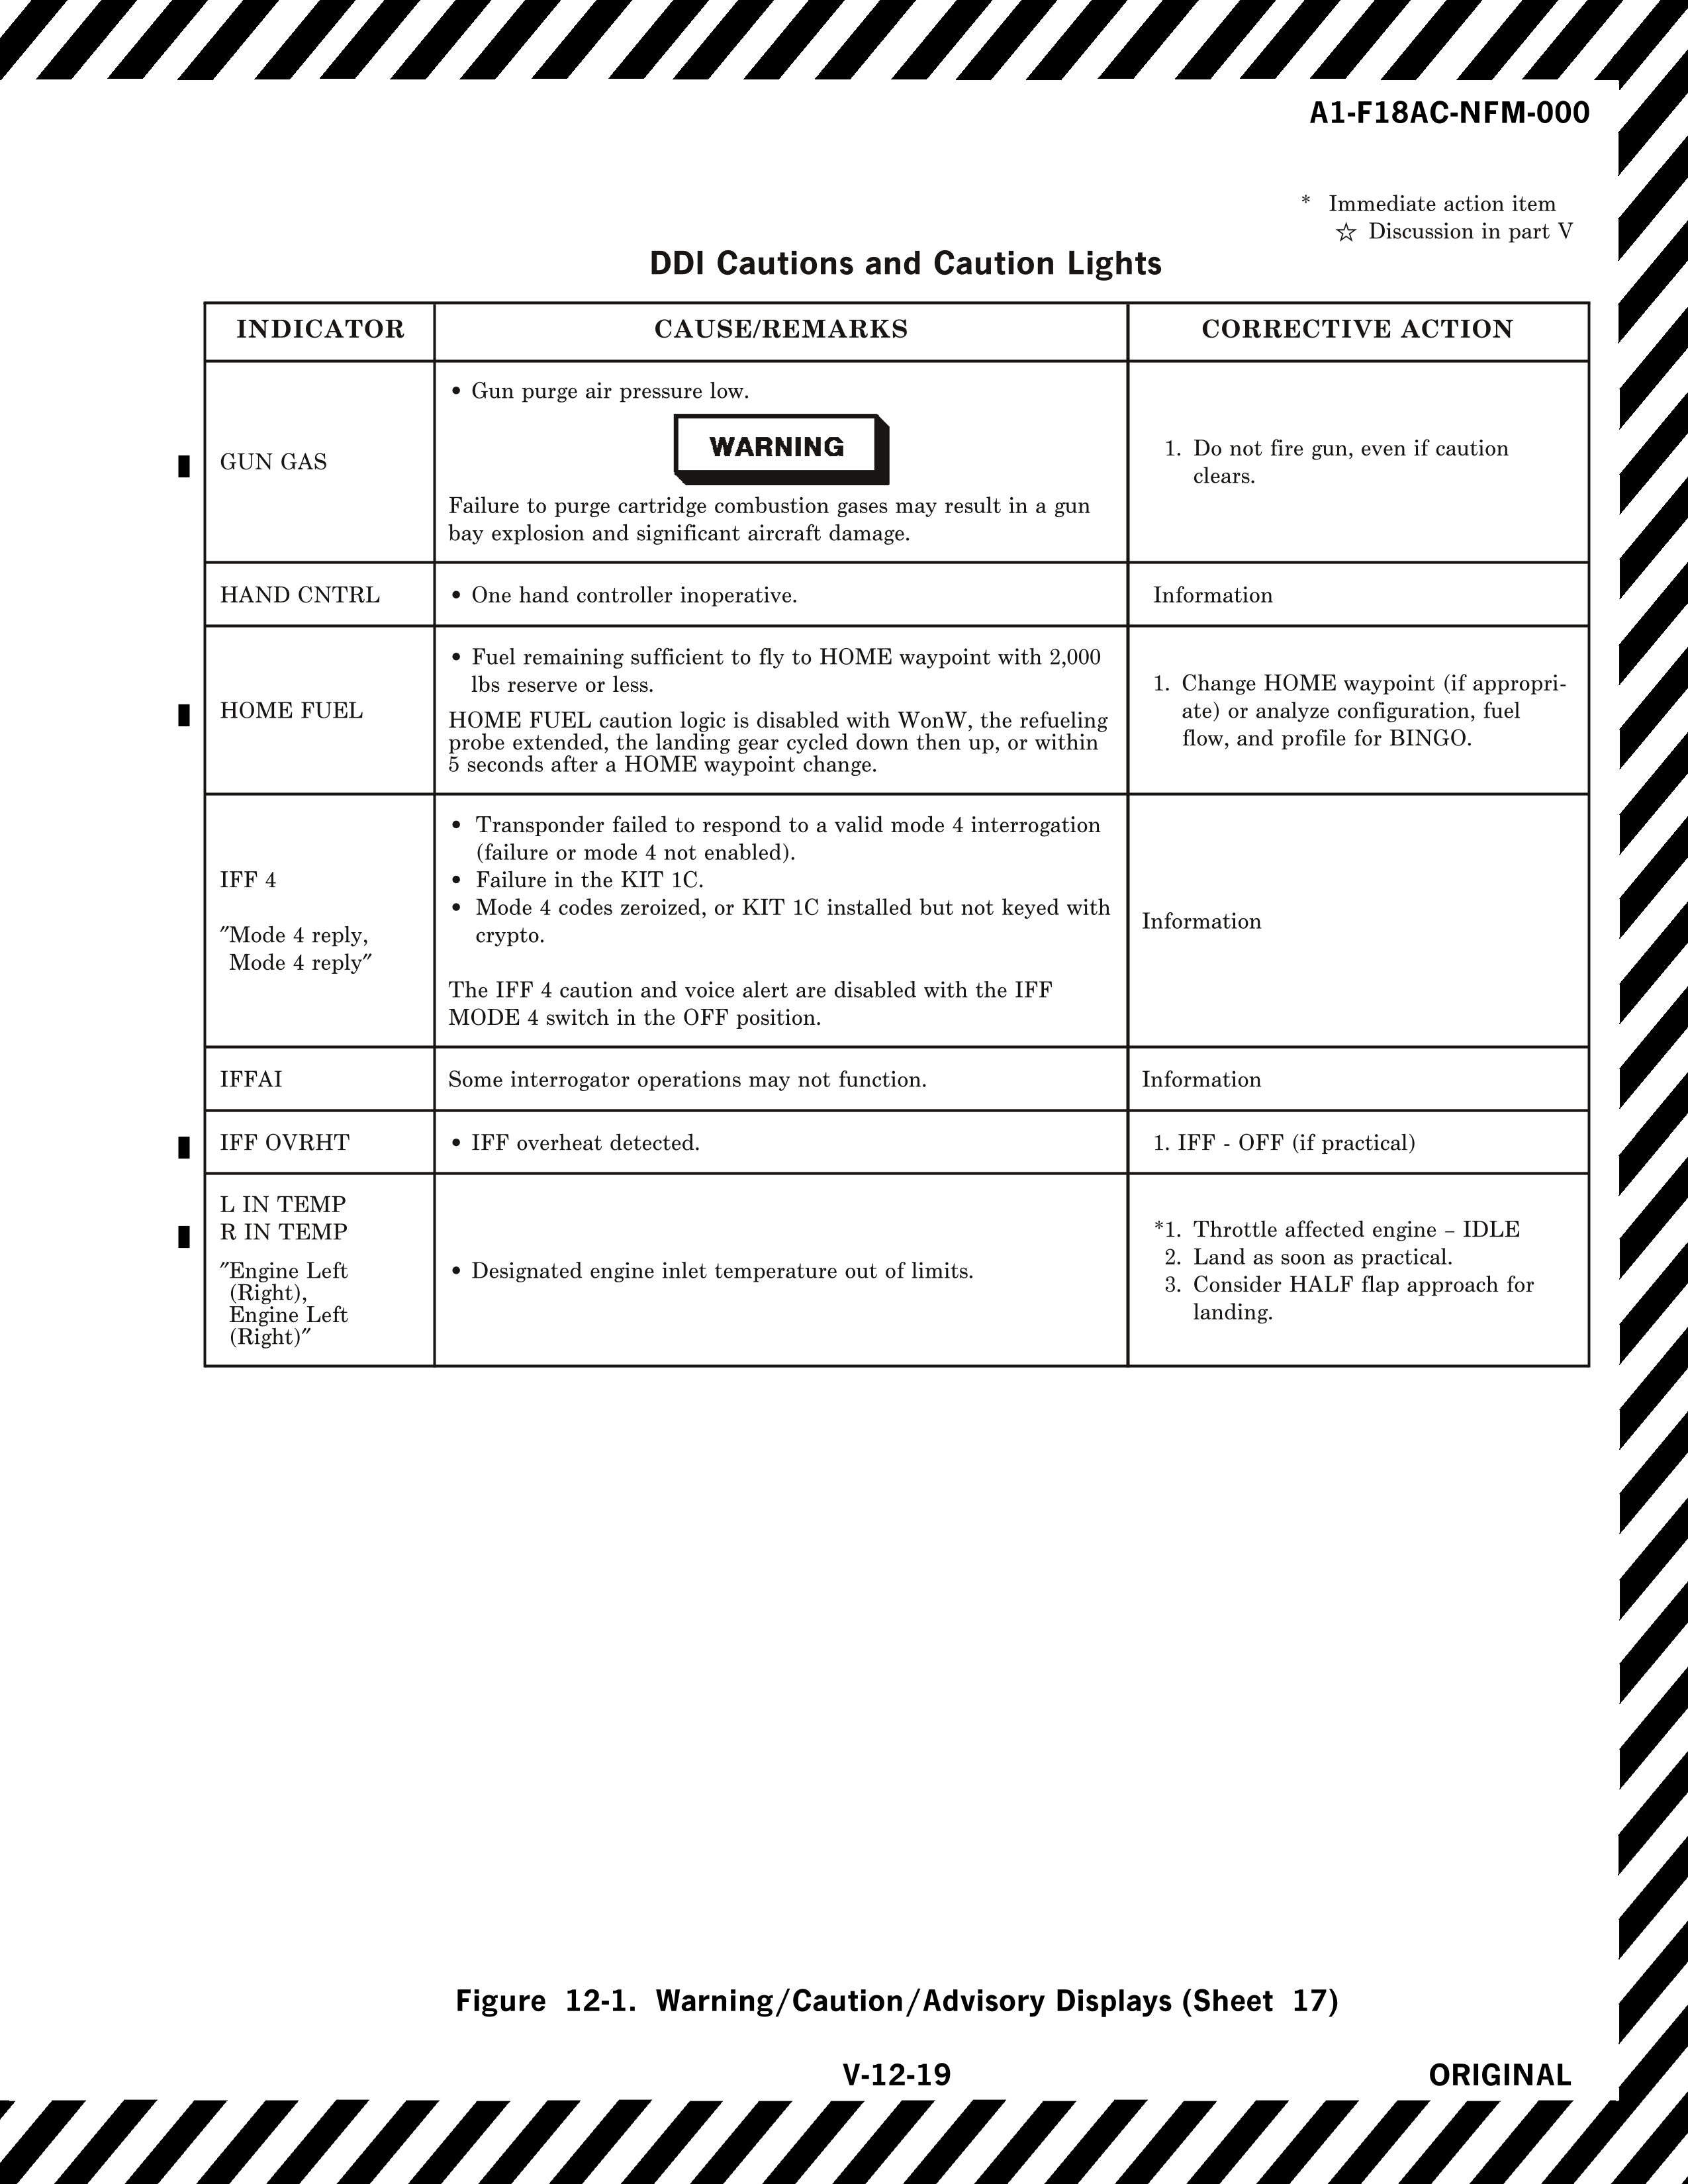 A1-F18AC-NFM-000
* Immediate action item
☆ Discussion in part V
DDI Cautions and Caution Lights
INDICATOR
CAUSE/REMARKS
CORRECTIVE ACTION
GUN GAS
• Gun purge air pressure low.
WARNING
Failure to purge cartridge combustion gases may result in a gun
bay explosion and significant aircraft damage.
1. Do not fire gun, even if caution
clears.
HAND CNTRL
• One hand controller inoperative.
Information
HOME FUEL
• Fuel remaining sufficient to fly to HOME waypoint with 2,000
lbs reserve or less.
HOME FUEL caution logic is disabled with WonW, the refueling
probe extended, the landing gear cycled down then up, or within
5 seconds after a HOME waypoint change.
1. Change HOME waypoint (if appropri-
ate) or analyze configuration, fuel
flow, and profile for BINGO.
IFF 4
"Mode 4 reply,
Mode 4 reply"
• Transponder failed to respond to a valid mode 4 interrogation
(failure or mode 4 not enabled).
• Failure in the KIT 1C.
• Mode 4 codes zeroized, or KIT 1C installed but not keyed with
crypto.
The IFF 4 caution and voice alert are disabled with the IFF
MODE 4 switch in the OFF position.
Information
IFFAI
Some interrogator operations may not function.
Information
IFF OVRHT
• IFF overheat detected.
1. IFF - OFF (if practical)
L IN TEMP
R IN TEMP
"Engine Left
(Right),
Engine Left
(Right)"
• Designated engine inlet temperature out of limits.
*1. Throttle affected engine – IDLE
2. Land as soon as practical.
3. Consider HALF flap approach for
landing.
Figure 12-1. Warning/Caution/Advisory Displays (Sheet 17)
V-12-19
ORIGINAL